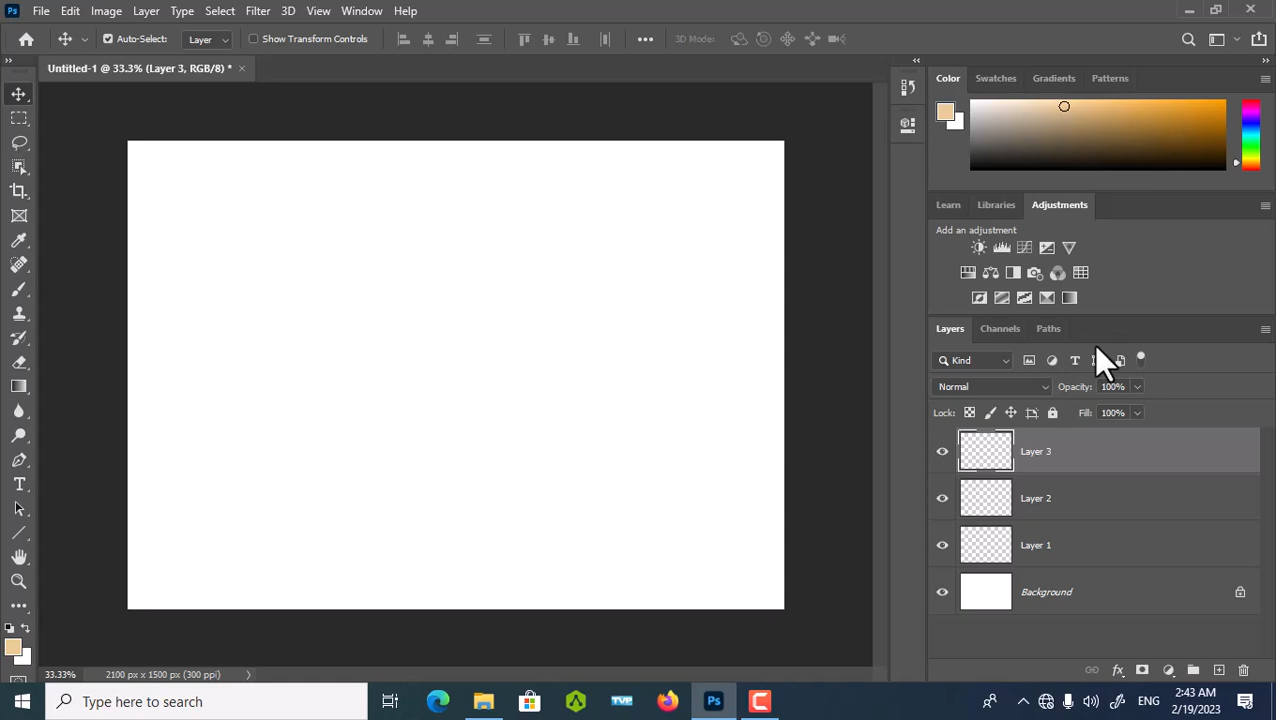 Ps File Edit Image Layer Type Select Filter 3D View Window Help
Auto-Select: Layer Show Transform Controls 3D Mode:
Untitled-1 @ 33.3% (Layer 3, RGB/8) *
Color Swatches Gradients Patterns
Learn Libraries Adjustments
Add an adjustment
Layers Channels Paths
Kind
Normal Opacity: 100%
Lock: Fill: 100%
Layer 3
Layer 2
Layer 1
Background
33.33% 2100 px x 1500 px (300 ppi)
Type here to search
TVP
Ps
ENG
2:43 AM
2/19/2023